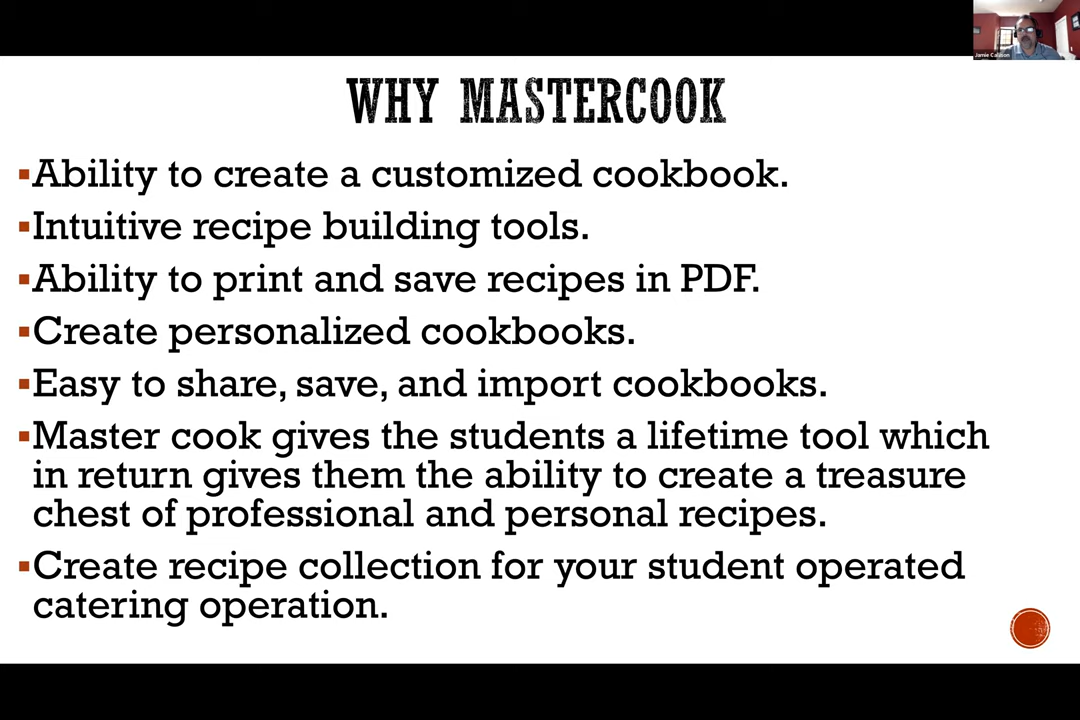 Jamie Callison
WHY MASTERCOOK
▪Ability to create a customized cookbook.
▪Intuitive recipe building tools.
▪Ability to print and save recipes in PDF.
▪Create personalized cookbooks.
▪Easy to share, save, and import cookbooks.
▪Master cook gives the students a lifetime tool which
in return gives them the ability to create a treasure
chest of professional and personal recipes.
▪Create recipe collection for your student operated
catering operation.